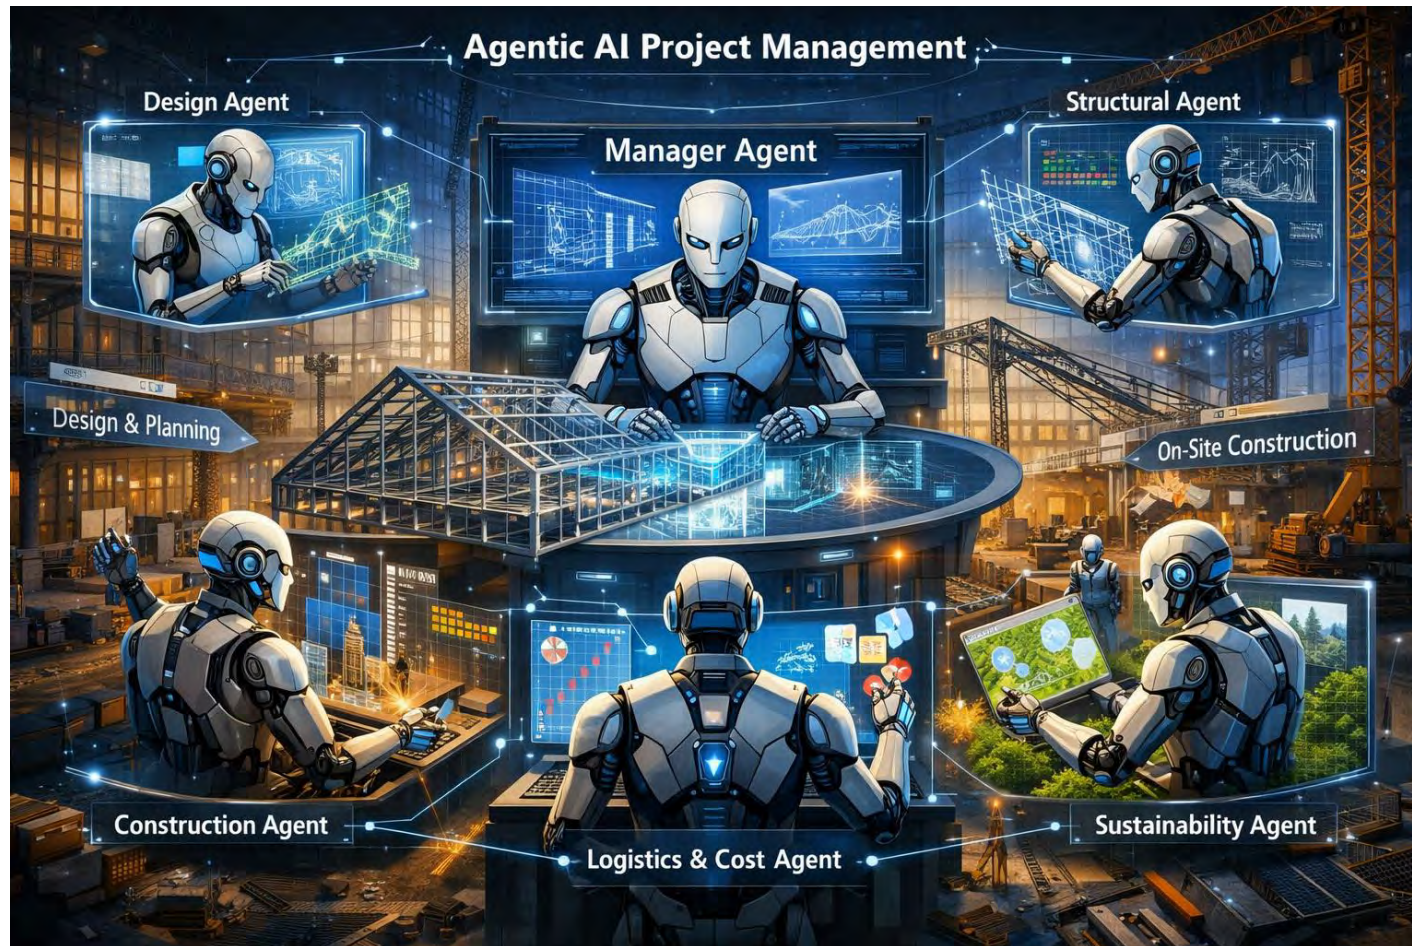 Agentic AI Project Management
Design Agent
Structural Agent
Manager Agent
Design & Planning
On-Site Construction
Construction Agent
Sustainability Agent
Logistics & Cost Agent